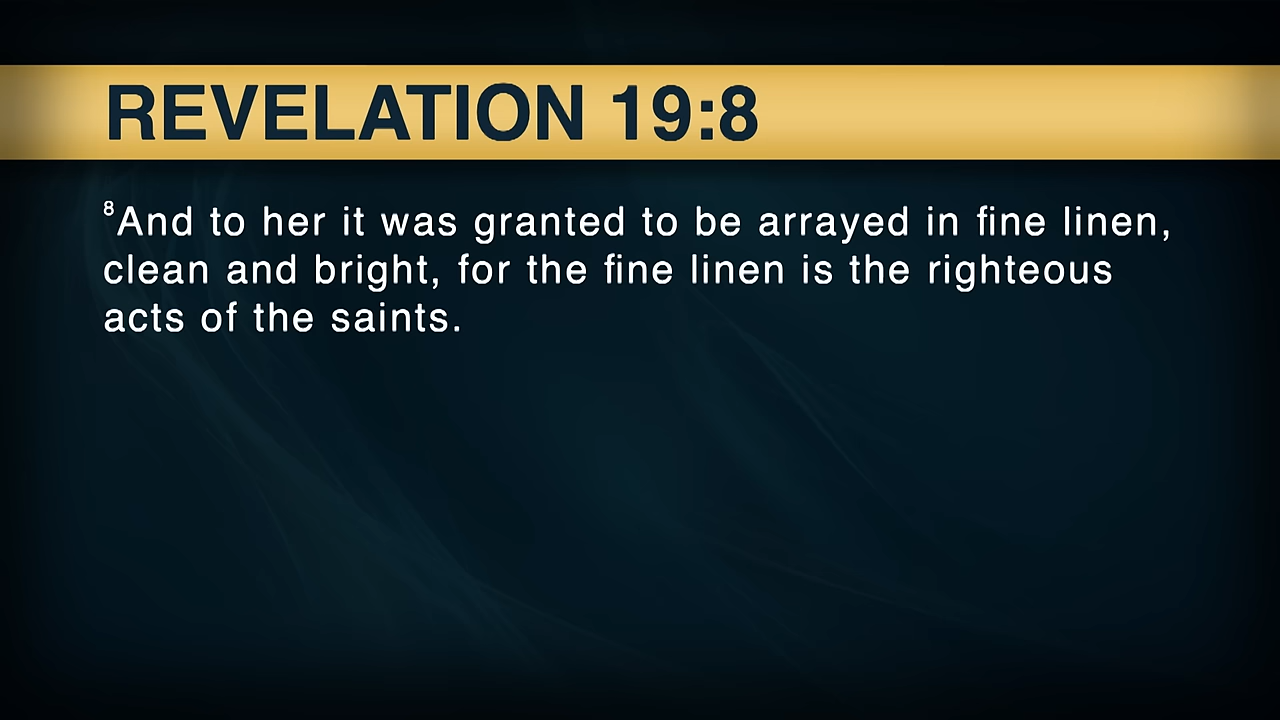 REVELATION 19:8
⁸And to her it was granted to be arrayed in fine linen,
clean and bright, for the fine linen is the righteous
acts of the saints.